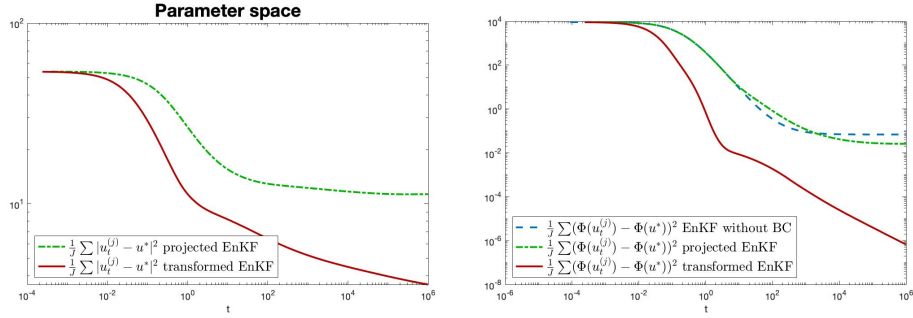 Parameter space
10^2
10^1
10^-4 10^-2 10^0 10^2 10^4 10^6
t
1/J ∑ |u_t^(j) − u*|^2 projected EnKF
1/J ∑ |u_t^(j) − u*|^2 transformed EnKF
10^4
10^2
10^0
10^-2
10^-4
10^-6
10^-8
10^-6 10^-4 10^-2 10^0 10^2 10^4 10^6
t
1/J ∑(Φ(u_t^(j)) − Φ(u*))^2 EnKF without BC
1/J ∑(Φ(u_t^(j)) − Φ(u*))^2 projected EnKF
1/J ∑(Φ(u_t^(j)) − Φ(u*))^2 transformed EnKF